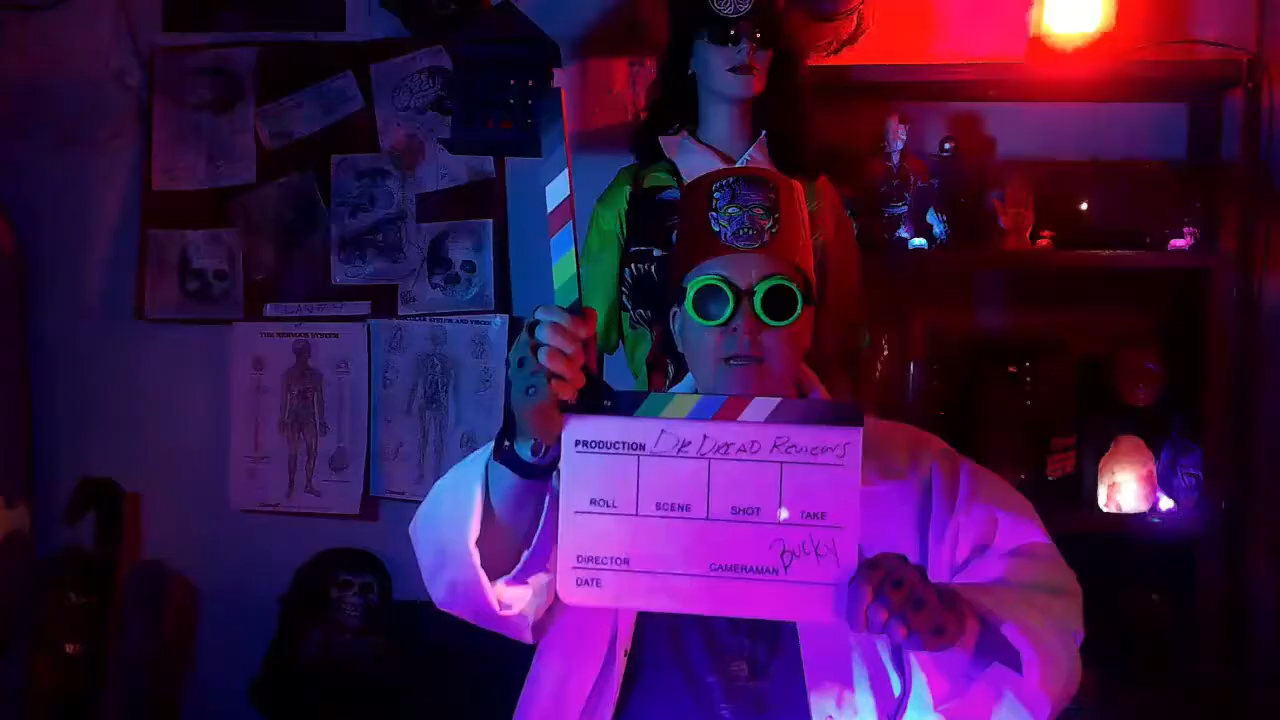 THE NERVOUS SYSTEM
PRODUCTION Dr Dread Reviews
ROLL SCENE SHOT TAKE
DIRECTOR CAMERAMAN Bucky
DATE